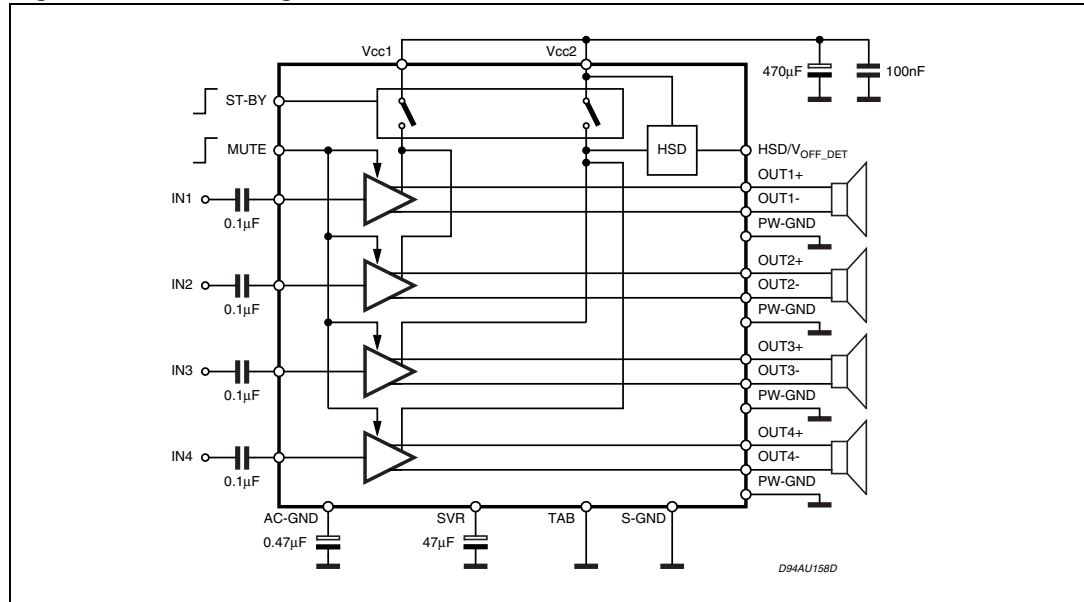 Vcc1
Vcc2
470µF
100nF
ST-BY
MUTE
HSD
HSD/VOFF_DET
OUT1+
IN1
OUT1-
0.1µF
PW-GND
OUT2+
IN2
OUT2-
0.1µF
PW-GND
OUT3+
IN3
OUT3-
0.1µF
PW-GND
OUT4+
IN4
OUT4-
0.1µF
PW-GND
AC-GND
SVR
TAB
S-GND
0.47µF
47µF
D94AU158D